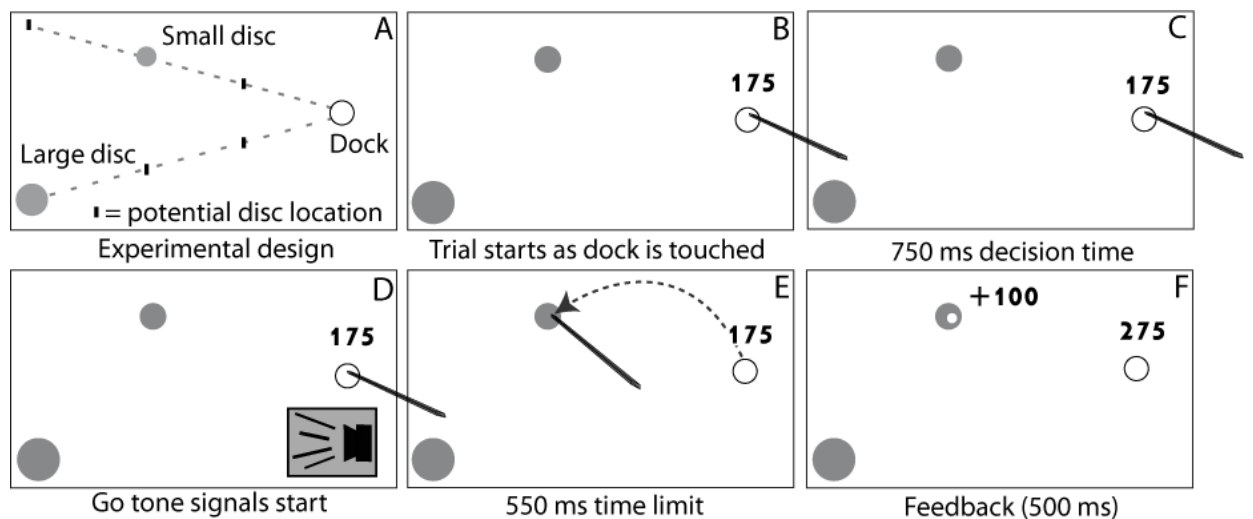 A
Small disc
Dock
Large disc
= potential disc location
Experimental design
B
175
Trial starts as dock is touched
C
175
750 ms decision time
D
175
Go tone signals start
E
175
550 ms time limit
F
+100
275
Feedback (500 ms)